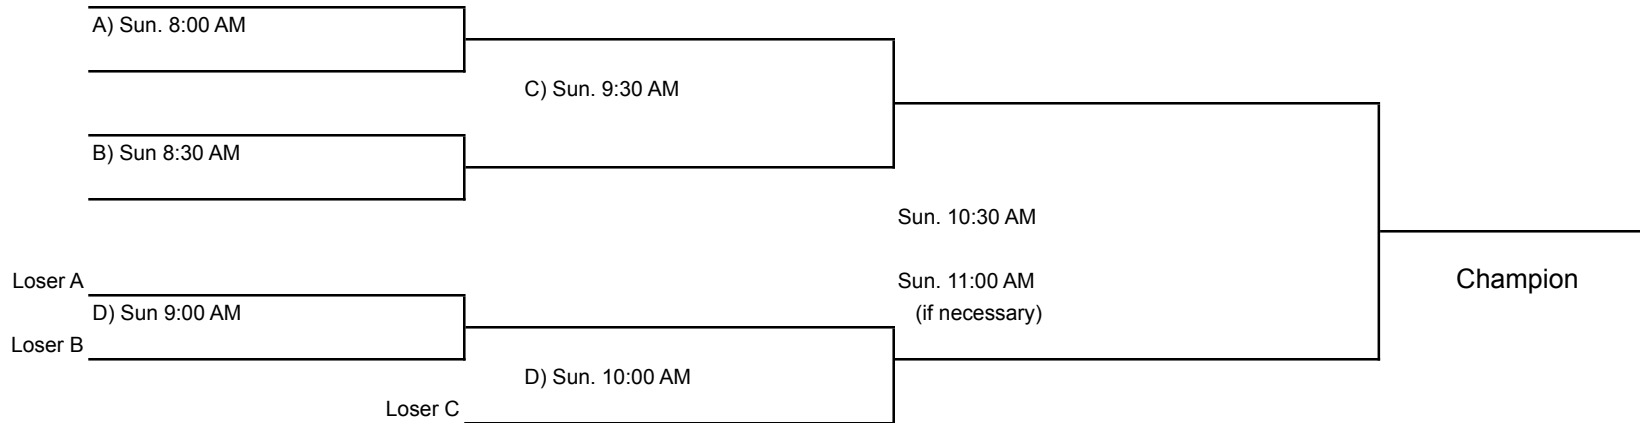 A) Sun. 8:00 AM
C) Sun. 9:30 AM
B) Sun 8:30 AM
Sun. 10:30 AM
Loser A
Sun. 11:00 AM
Champion
D) Sun 9:00 AM
(if necessary)
Loser B
D) Sun. 10:00 AM
Loser C